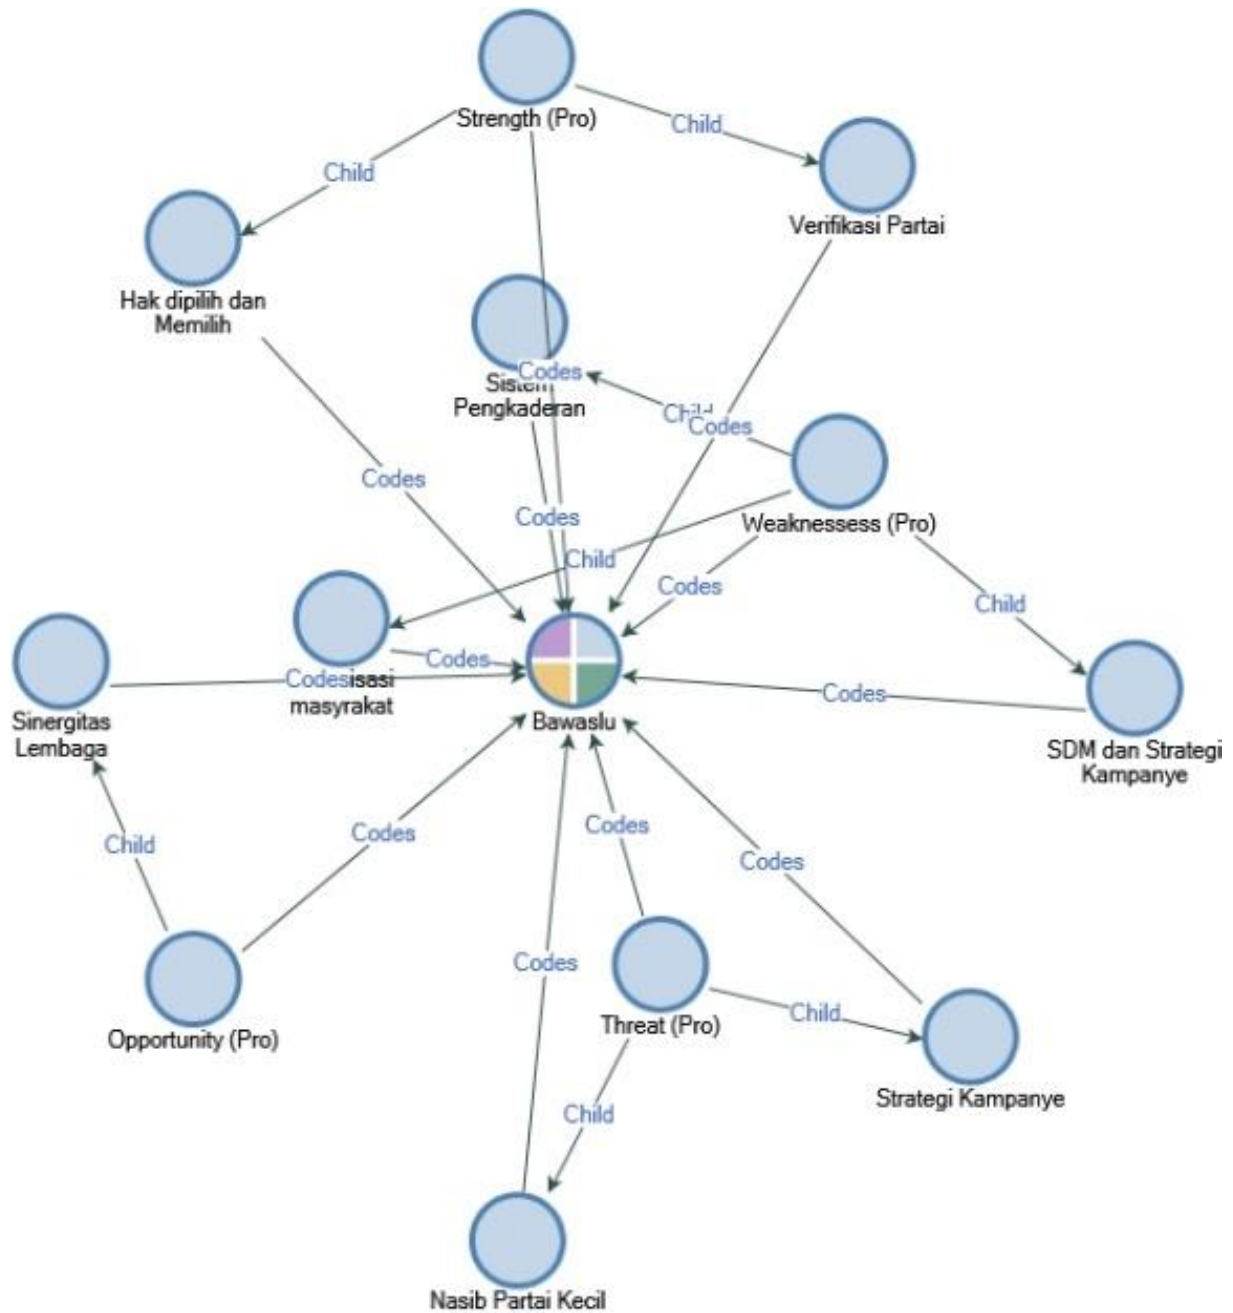 Strength (Pro)
Child
Child
Verifikasi Partai
Hak dipilih dan
Memilih
Codes
Pengkaderan
Child
Codes
Codes
Weaknessess (Pro)
Codes
Child
Codes
Child
Codes
Codes
masyrakat
Sinergitas
Lembaga
Bawaslu
Codes
SDM dan Strategi
Kampanye
Child
Codes
Codes
Codes
Opportunity (Pro)
Codes
Threat (Pro)
Child
Strategi Kampanye
Child
Nasib Partai Kecil